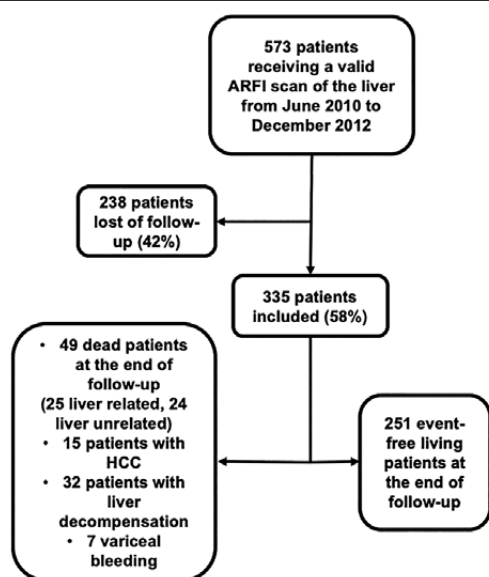 573 patients
receiving a valid
ARFI scan of the liver
from June 2010 to
December 2012
238 patients
lost of follow-
up (42%)
335 patients
included (58%)
• 49 dead patients
at the end of
follow-up
(25 liver related, 24
liver unrelated)
• 15 patients with
HCC
• 32 patients with
liver
decompensation
• 7 variceal
bleeding
251 event-
free living
patients at
the end of
follow-up